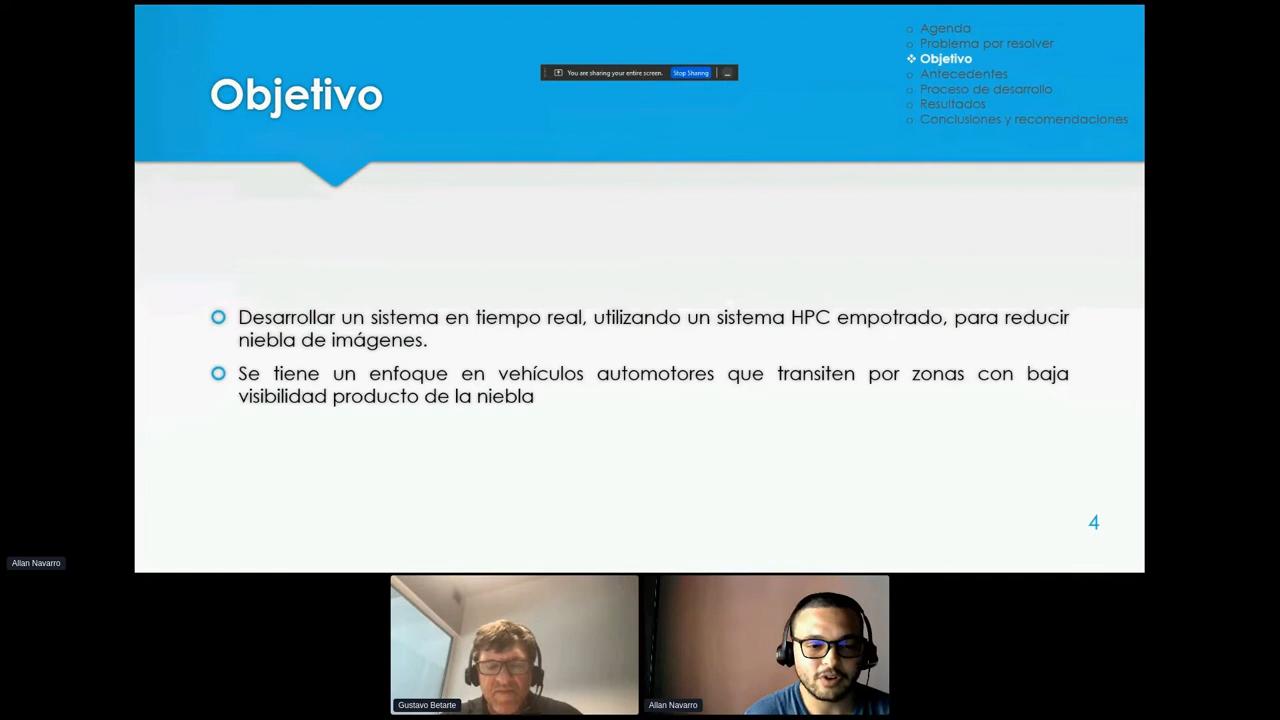 Objetivo
You are sharing your entire screen. Stop Sharing
Agenda
Problema por resolver
Objetivo
Antecedentes
Proceso de desarrollo
Resultados
Conclusiones y recomendaciones
Desarrollar un sistema en tiempo real, utilizando un sistema HPC empotrado, para reducir
niebla de imágenes.
Se tiene un enfoque en vehículos automotores que transiten por zonas con baja
visibilidad producto de la niebla
4
Allan Navarro
Gustavo Betarte
Allan Navarro